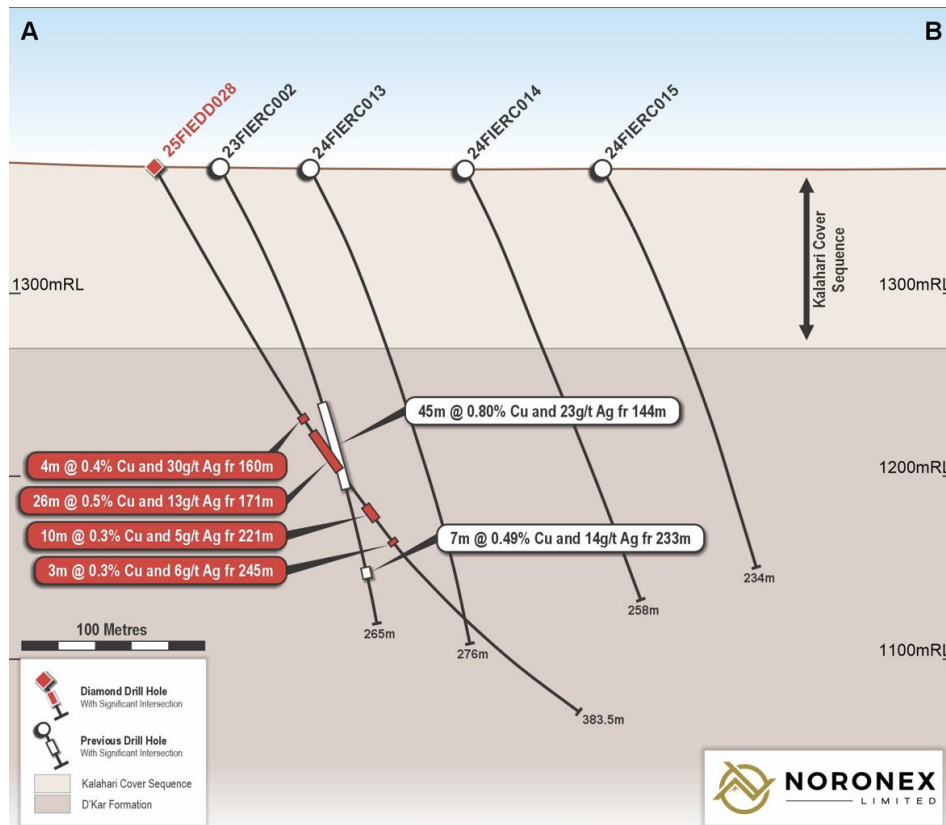 A
B
25FIEDD028
23FIERC002
24FIERC013
24FIERC014
24FIERC015
Kalahari Cover
Sequence
1300mRL
1300mRL
45m @ 0.80% Cu and 23g/t Ag fr 144m
4m @ 0.4% Cu and 30g/t Ag fr 160m
1200mRL
26m @ 0.5% Cu and 13g/t Ag fr 171m
10m @ 0.3% Cu and 5g/t Ag fr 221m
7m @ 0.49% Cu and 14g/t Ag fr 233m
3m @ 0.3% Cu and 6g/t Ag fr 245m
234m
258m
265m
276m
100 Metres
1100mRL
383.5m
Diamond Drill Hole
With Significant Intersection
Previous Drill Hole
With Significant Intersection
Kalahari Cover Sequence
D'Kar Formation
NORONEX
LIMITED